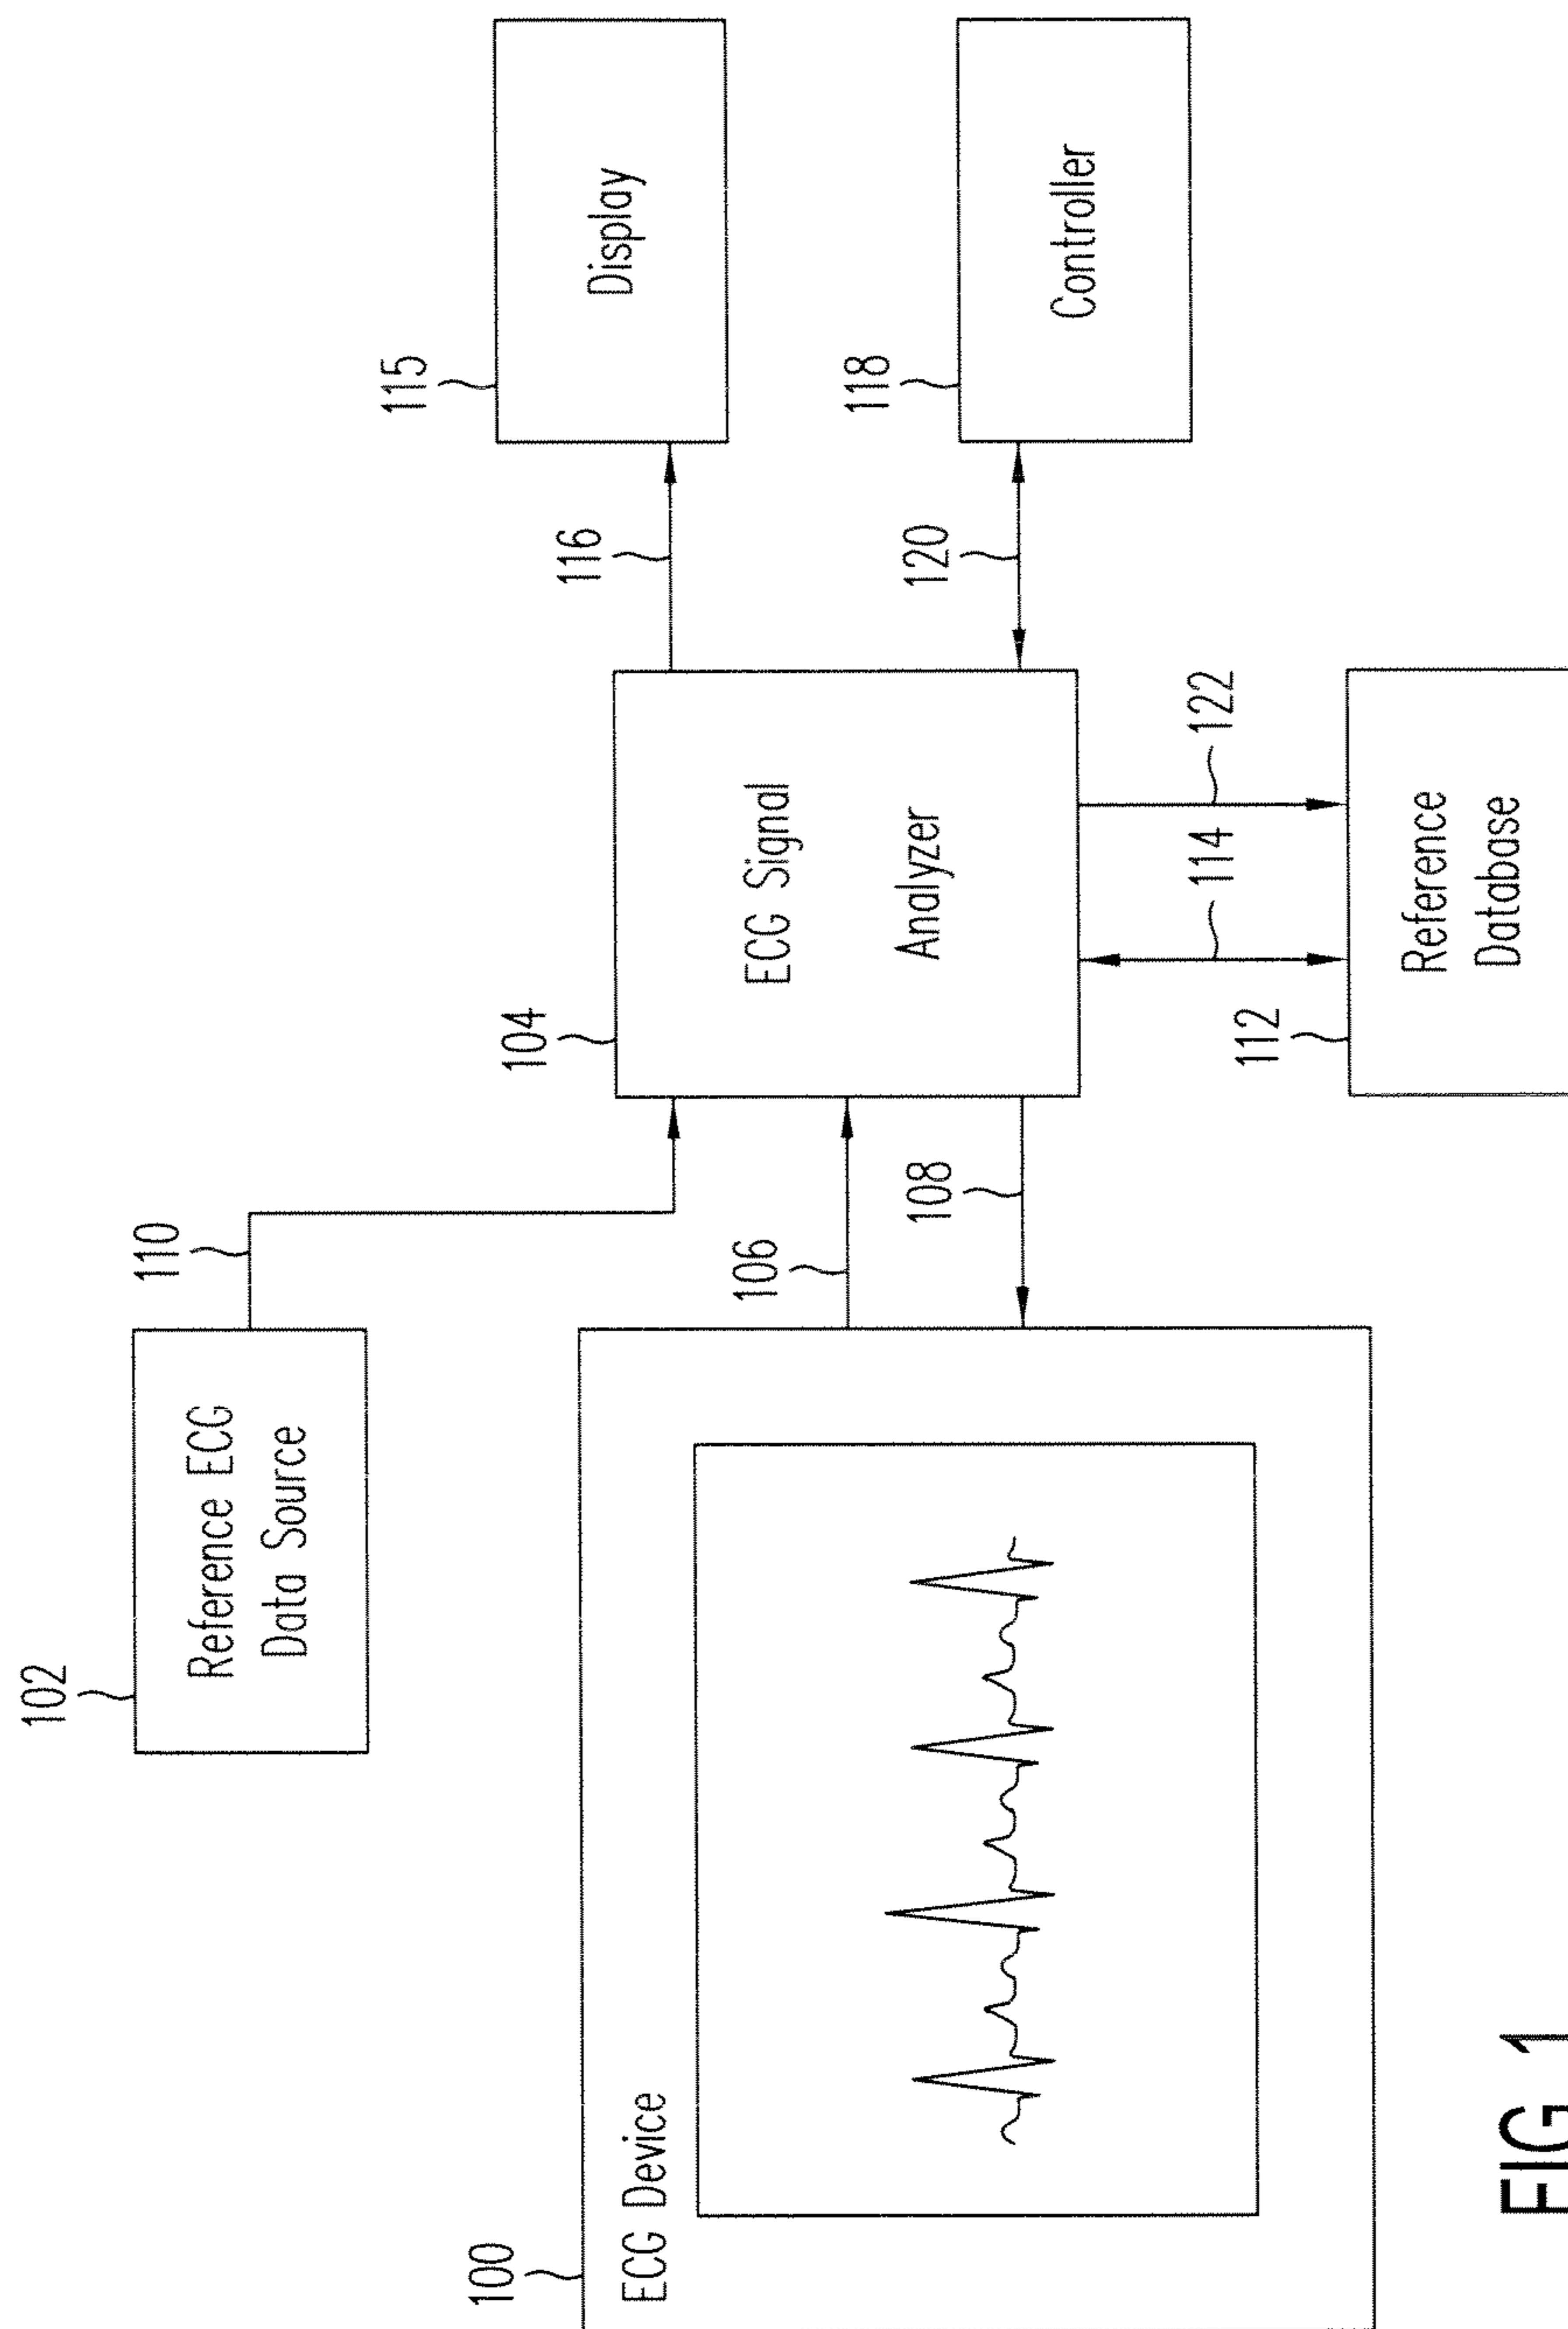 102
Reference ECG
Data Source
110
100
ECG Device
106
108
104
ECG Signal
Analyzer
116
115
Display
120
118
Controller
112
114
122
Reference
Database
FIG 1